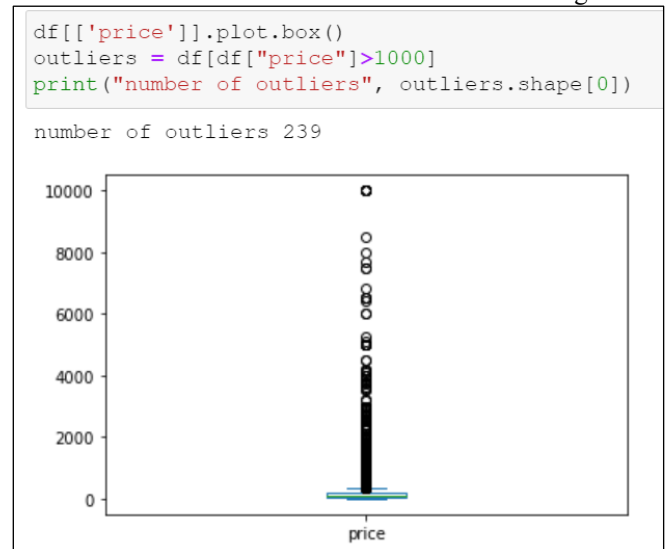 df[['price']].plot.box()
outliers = df[df["price"]>1000]
print("number of outliers", outliers.shape[0])
number of outliers 239
10000
8000
6000
4000
2000
0
price